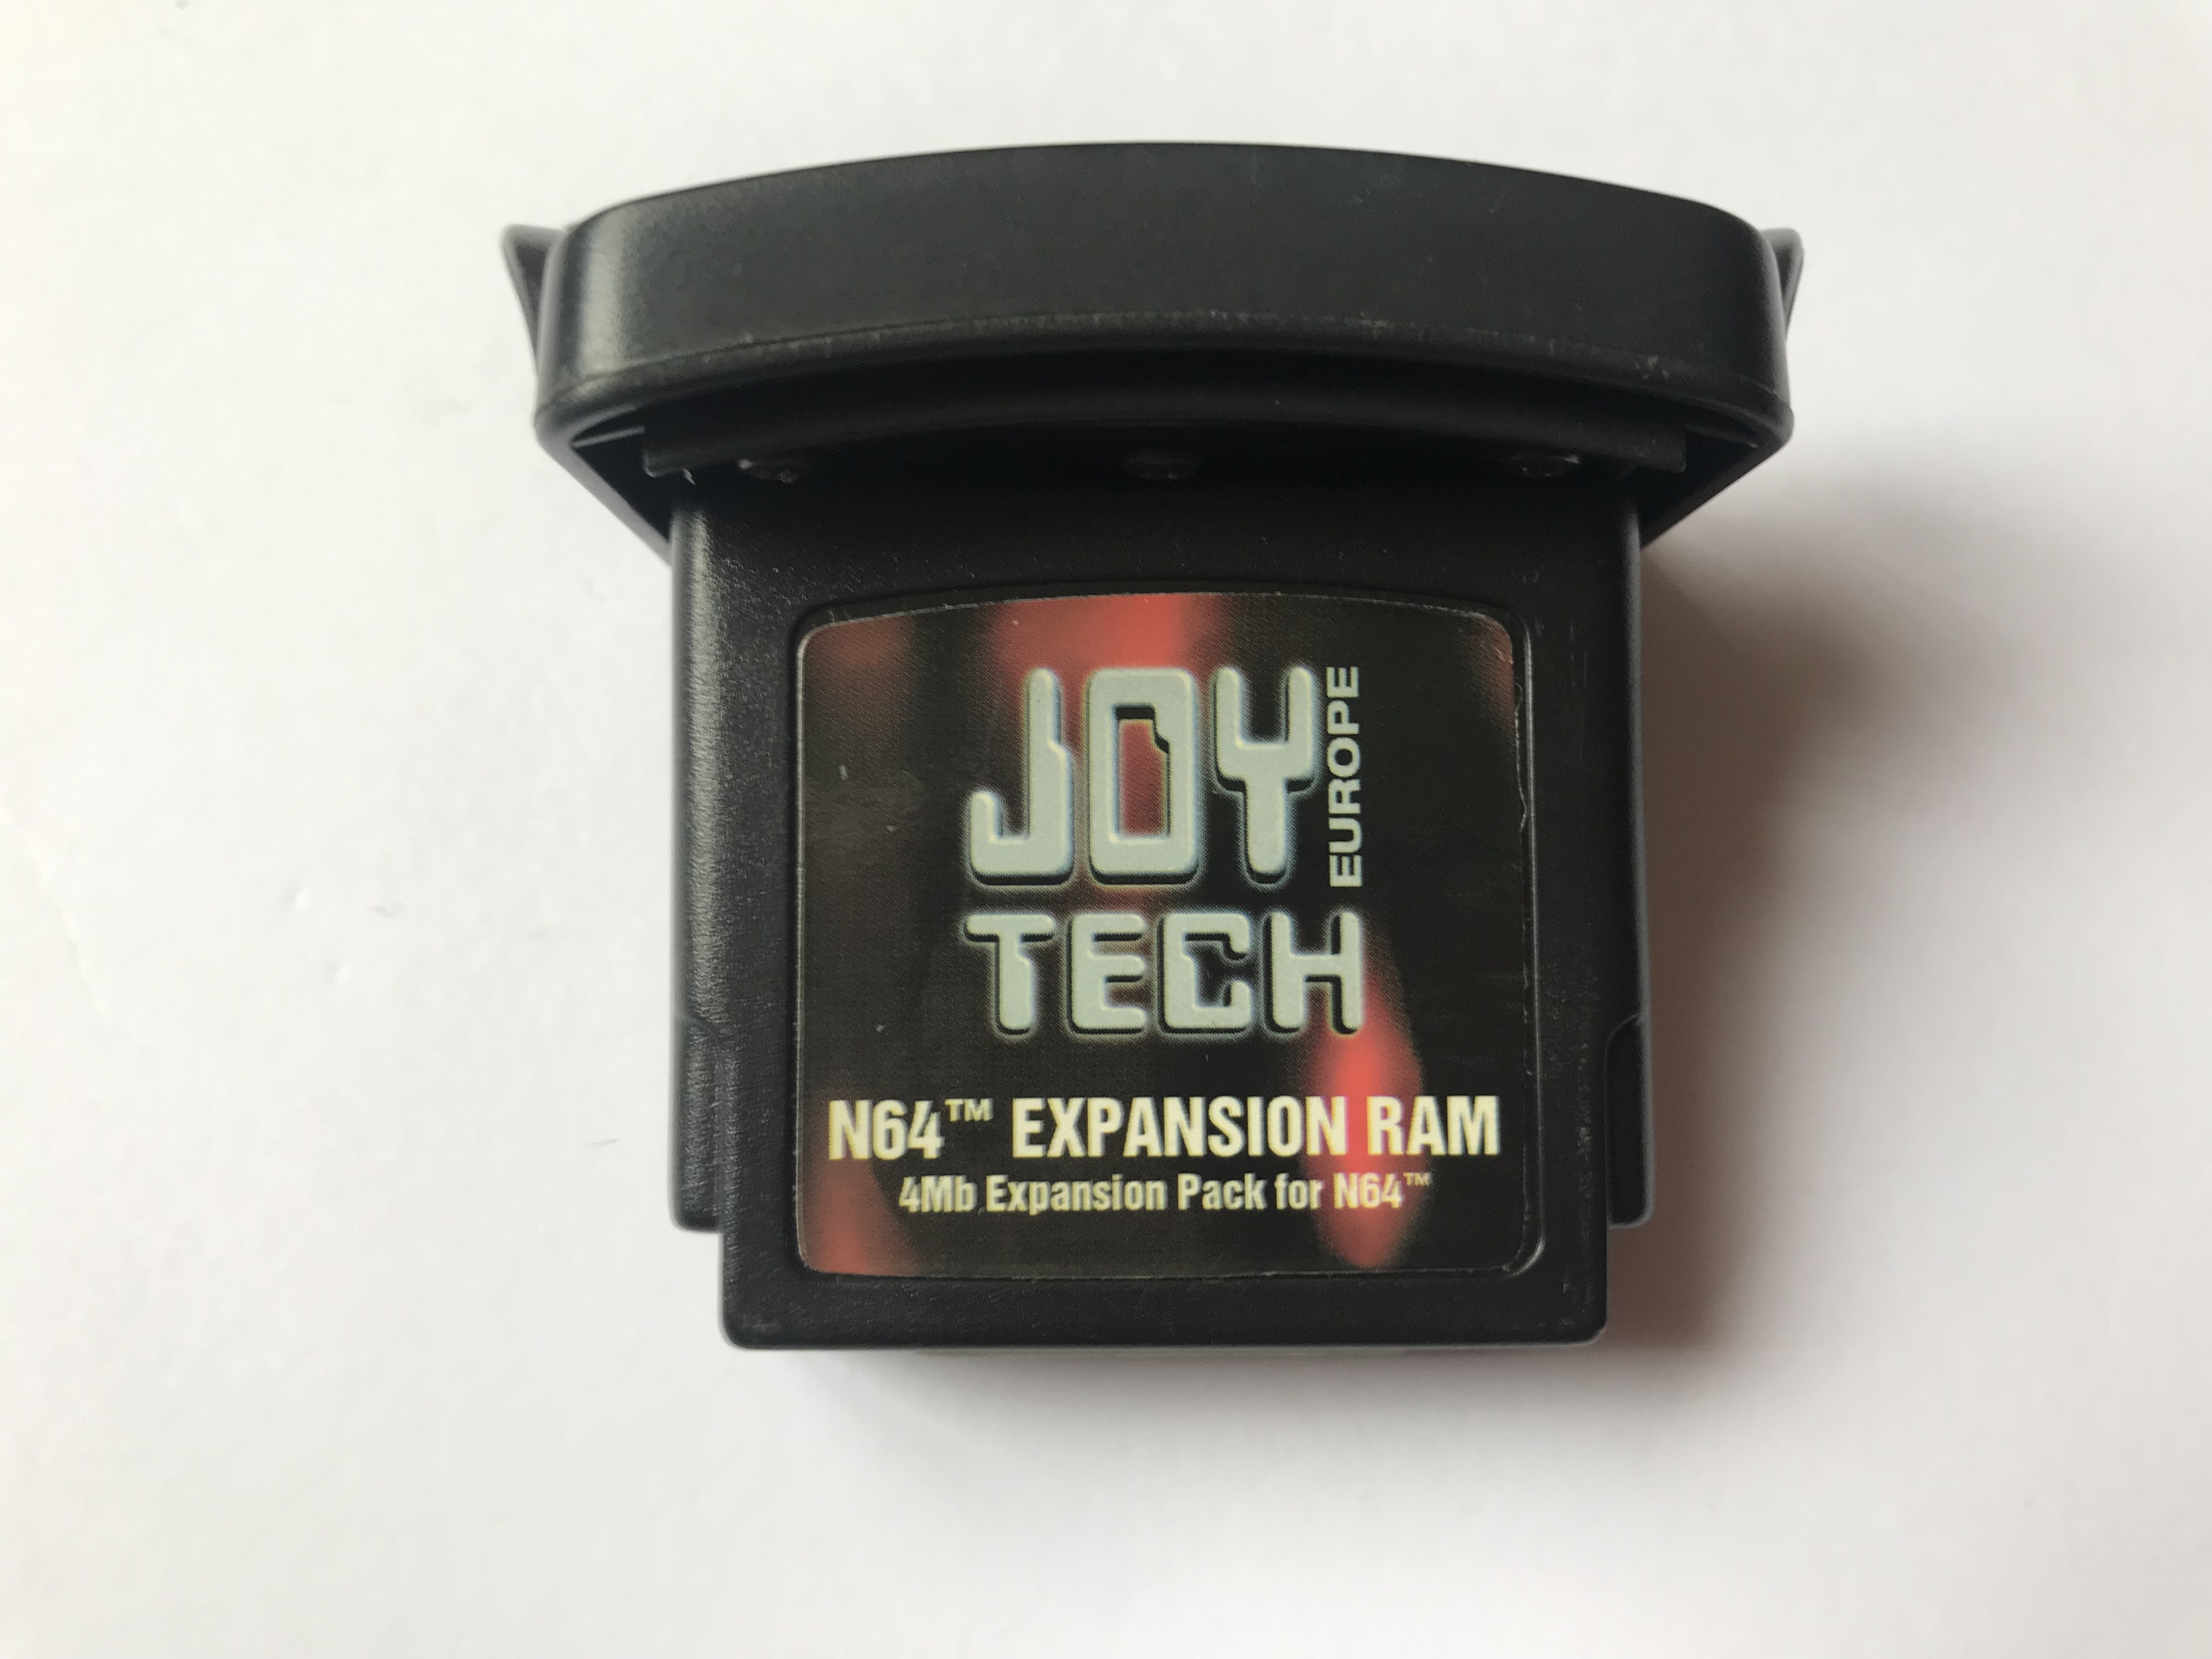 JOY
EUROPE
TECH
N64™ EXPANSION RAM
4Mb Expansion Pack for N64™